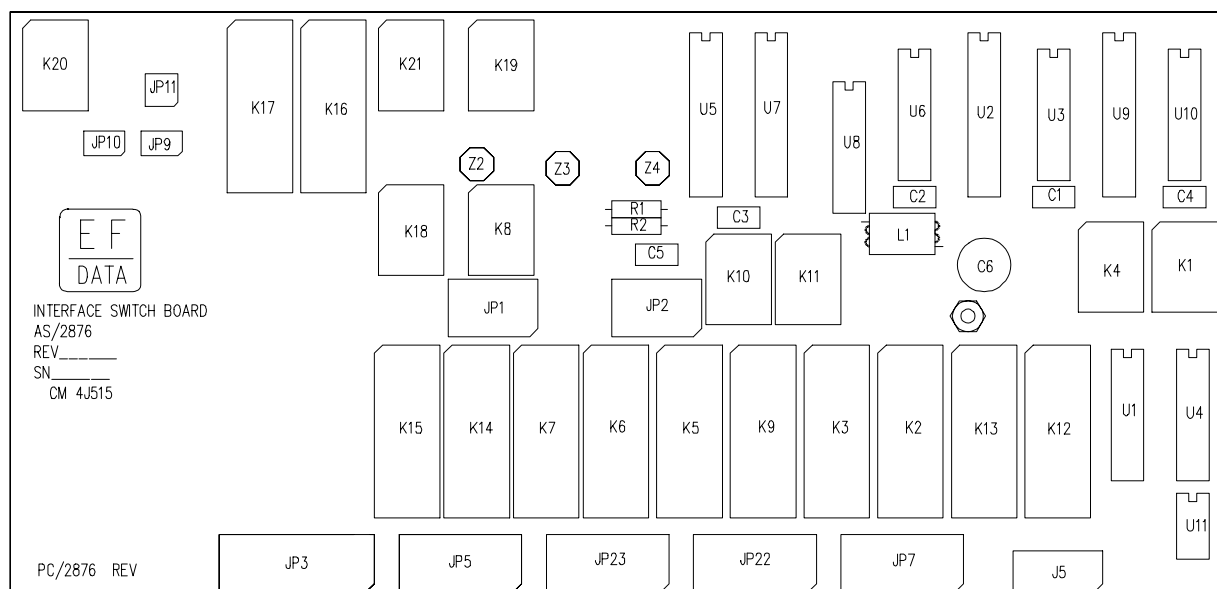 K20
JP11
JP10
JP9
K17
K16
K21
K19
Z2
Z3
Z4
U5
U7
U8
U6
U2
U3
U9
U10
C2
C1
C4
R1
R2
C3
C5
L1
C6
K18
K8
K10
K11
K4
K1
JP1
JP2
E F
DATA
INTERFACE SWITCH BOARD
AS/2876
REV______
SN______
CM 4J515
K15
K14
K7
K6
K5
K9
K3
K2
K13
K12
U1
U4
U11
PC/2876 REV
JP3
JP5
JP23
JP22
JP7
J5